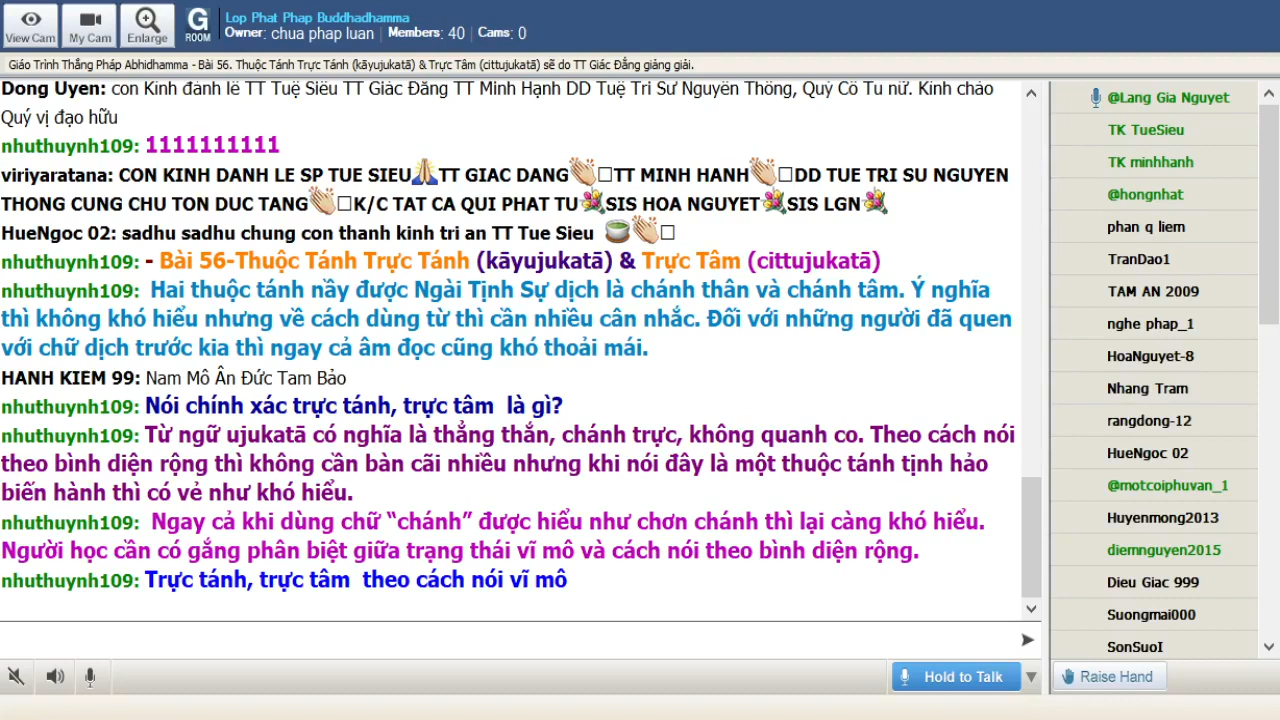 Lop Phat Phap Buddhadhamma
View Cam
My Cam
Enlarge
G ROOM
Owner: chua phap luan
Members: 40
Cams: 0
Giáo Trình Thắng Pháp Abhidhamma - Bài 56. Thuộc Tánh Trực Tánh (kāyujukatā) & Trực Tâm (cittujukatā) sẽ do TT Giác Đẳng giảng giải.
Dong Uyen: con Kính đảnh lễ TT Tuệ Siêu TT Giác Đẳng TT Minh Hạnh DD Tuệ Tri Sư Nguyên Thông, Quý Cô Tu nữ. Kính chào
Quý vị đạo hữu
nhuthuynh109: 1111111111
viriyaratana: CON KINH DANH LE SP TUE SIEU🙏TT GIAC DANG👏□TT MINH HANH👏□DD TUE TRI SU NGUYEN
THONG CUNG CHU TON DUC TANG👏□K/C TAT CA QUI PHAT TU💐SIS HOA NGUYET💐SIS LGN💐
HueNgoc 02: sadhu sadhu chung con thanh kinh tri an TT Tue Sieu 🍵👏□
nhuthuynh109: - Bài 56-Thuộc Tánh Trực Tánh (kāyujukatā) & Trực Tâm (cittujukatā)
nhuthuynh109: Hai thuộc tánh nầy được Ngài Tịnh Sự dịch là chánh thân và chánh tâm. Ý nghĩa
thì không khó hiểu nhưng về cách dùng từ thì cần nhiều cân nhắc. Đối với những người đã quen
với chữ dịch trước kia thì ngay cả âm đọc cũng khó thoải mái.
HANH KIEM 99: Nam Mô Ân Đức Tam Bảo
nhuthuynh109: Nói chính xác trực tánh, trực tâm là gì?
nhuthuynh109: Từ ngữ ujukatā có nghĩa là thẳng thắn, chánh trực, không quanh co. Theo cách nói
theo bình diện rộng thì không cần bàn cãi nhiều nhưng khi nói đây là một thuộc tánh tịnh hảo
biến hành thì có vẻ như khó hiểu.
nhuthuynh109: Ngay cả khi dùng chữ “chánh” được hiểu như chơn chánh thì lại càng khó hiểu.
Người học cần có gắng phân biệt giữa trạng thái vĩ mô và cách nói theo bình diện rộng.
nhuthuynh109: Trực tánh, trực tâm theo cách nói vĩ mô
@Lang Gia Nguyet
TK TueSieu
TK minhhanh
@hongnhat
phan q liem
TranDao1
TAM AN 2009
nghe phap_1
HoaNguyet-8
Nhang Tram
rangdong-12
HueNgoc 02
@motcoiphuvan_1
Huyenmong2013
diemnguyen2015
Dieu Giac 999
Suongmai000
SonSuoI
Hold to Talk
Raise Hand